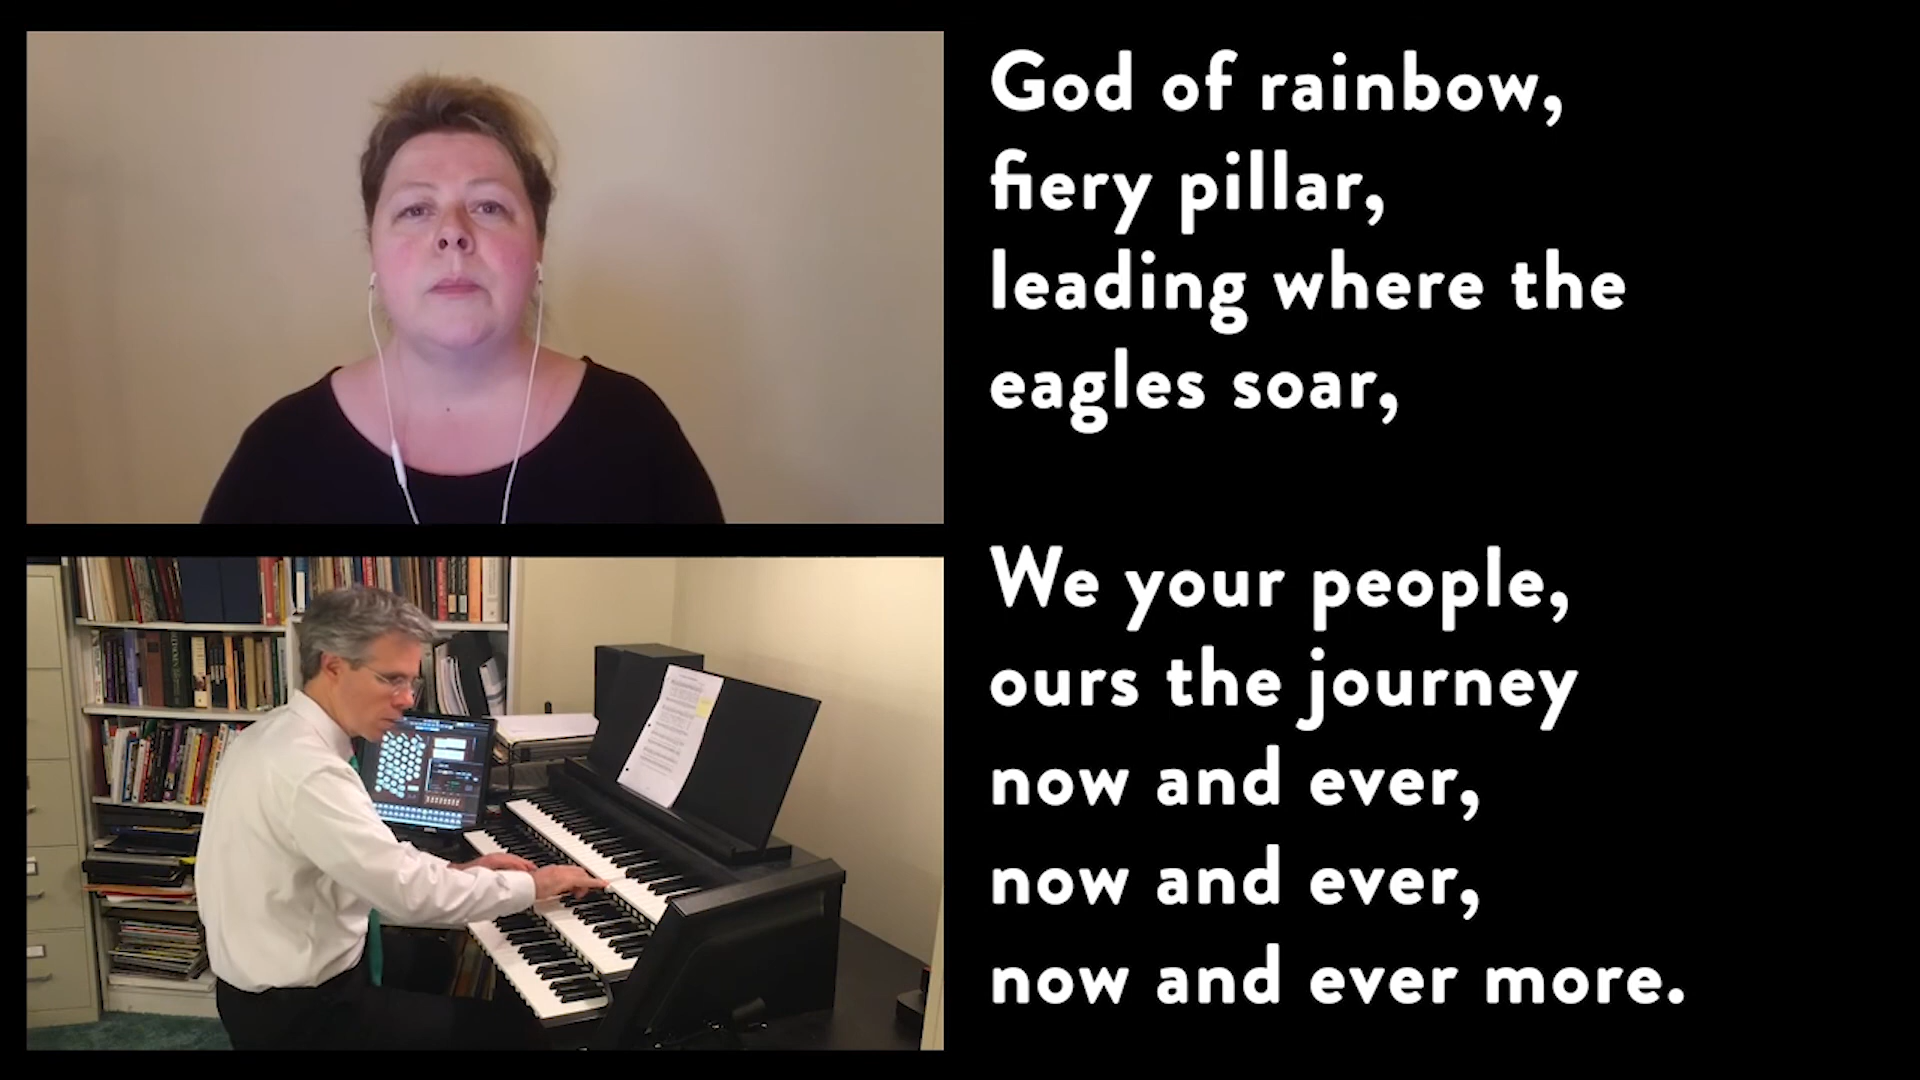 God of rainbow,
fiery pillar,
leading where the
eagles soar,
We your people,
ours the journey
now and ever,
now and ever,
now and ever more.